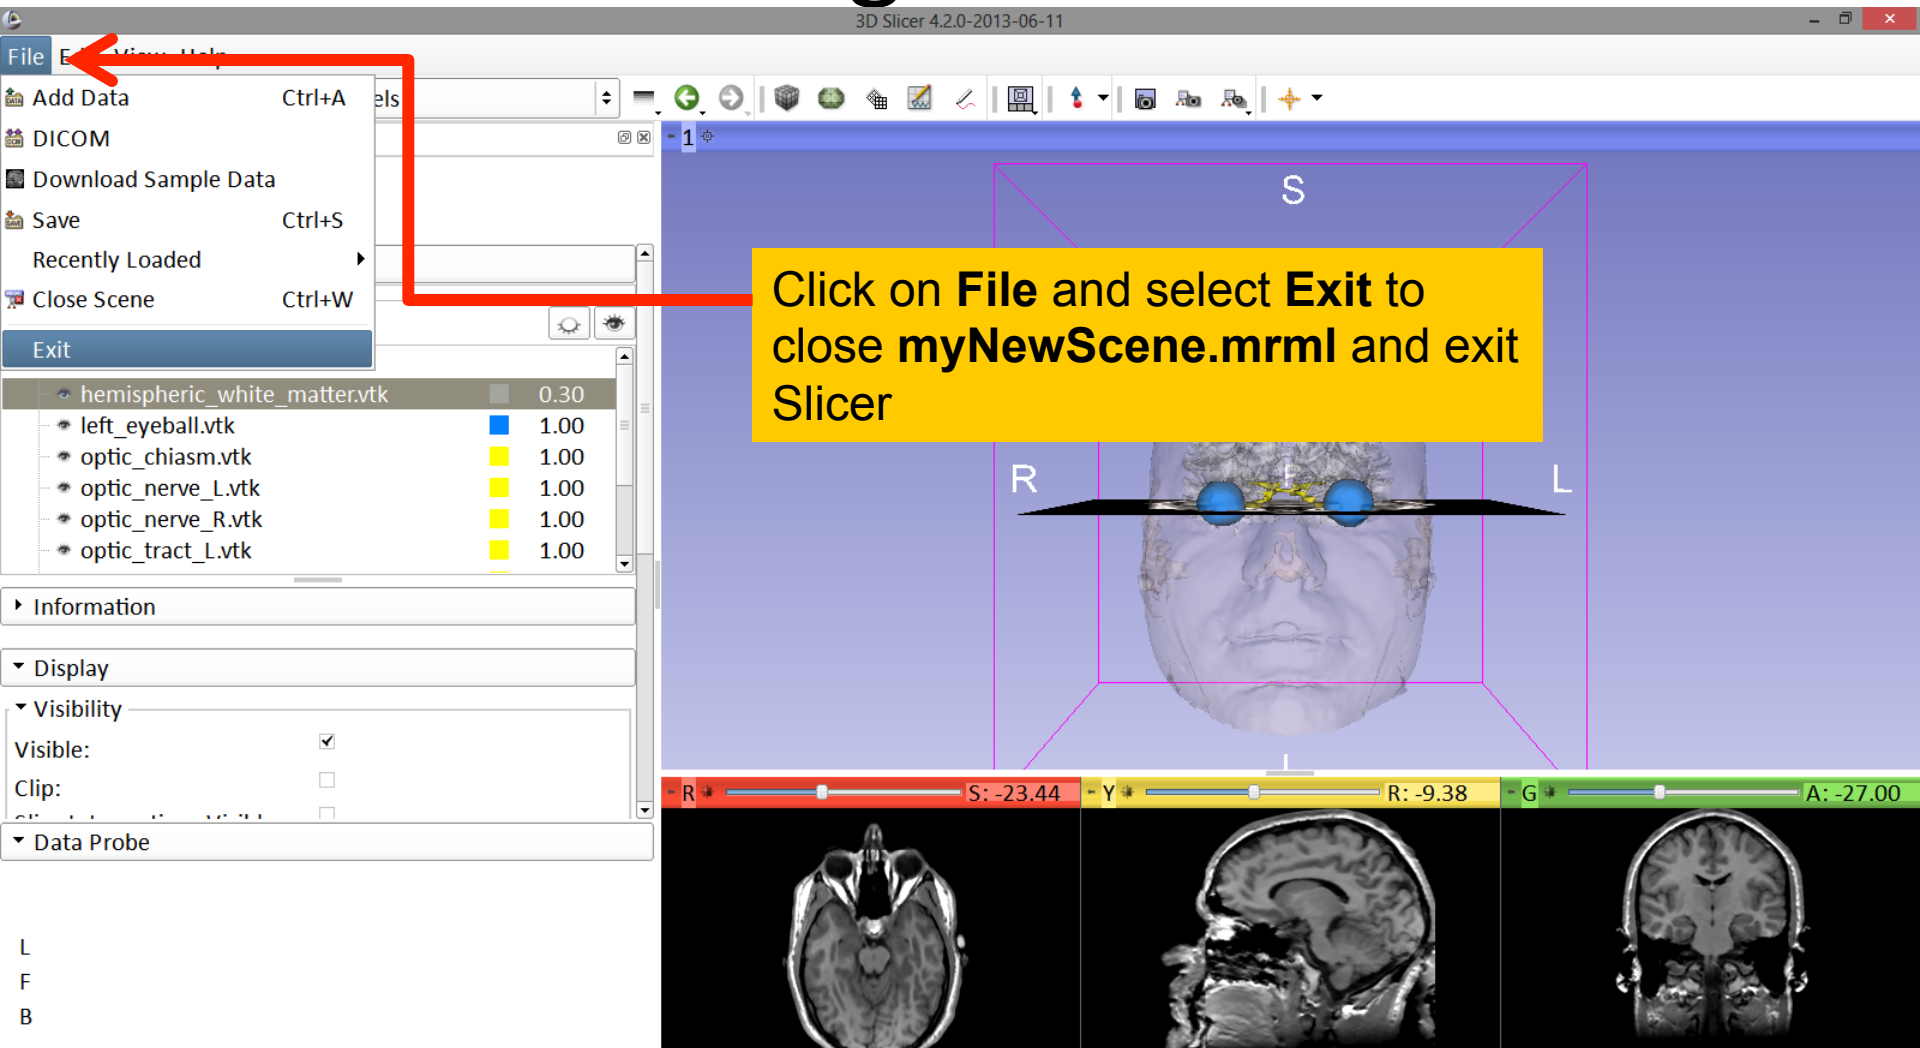 3D Slicer 4.2.0-2013-06-11
File
Add Data Ctrl+A
DICOM
Download Sample Data
Save Ctrl+S
Recently Loaded
Close Scene Ctrl+W
Exit
els
1
S
Click on File and select Exit to
close myNewScene.mrml and exit
Slicer
R
L
hemispheric_white_matter.vtk 0.30
left_eyeball.vtk 1.00
optic_chiasm.vtk 1.00
optic_nerve_L.vtk 1.00
optic_nerve_R.vtk 1.00
optic_tract_L.vtk 1.00
Information
Display
Visibility
Visible:
Clip:
Data Probe
L
F
B
R S: -23.44
Y R: -9.38
G A: -27.00